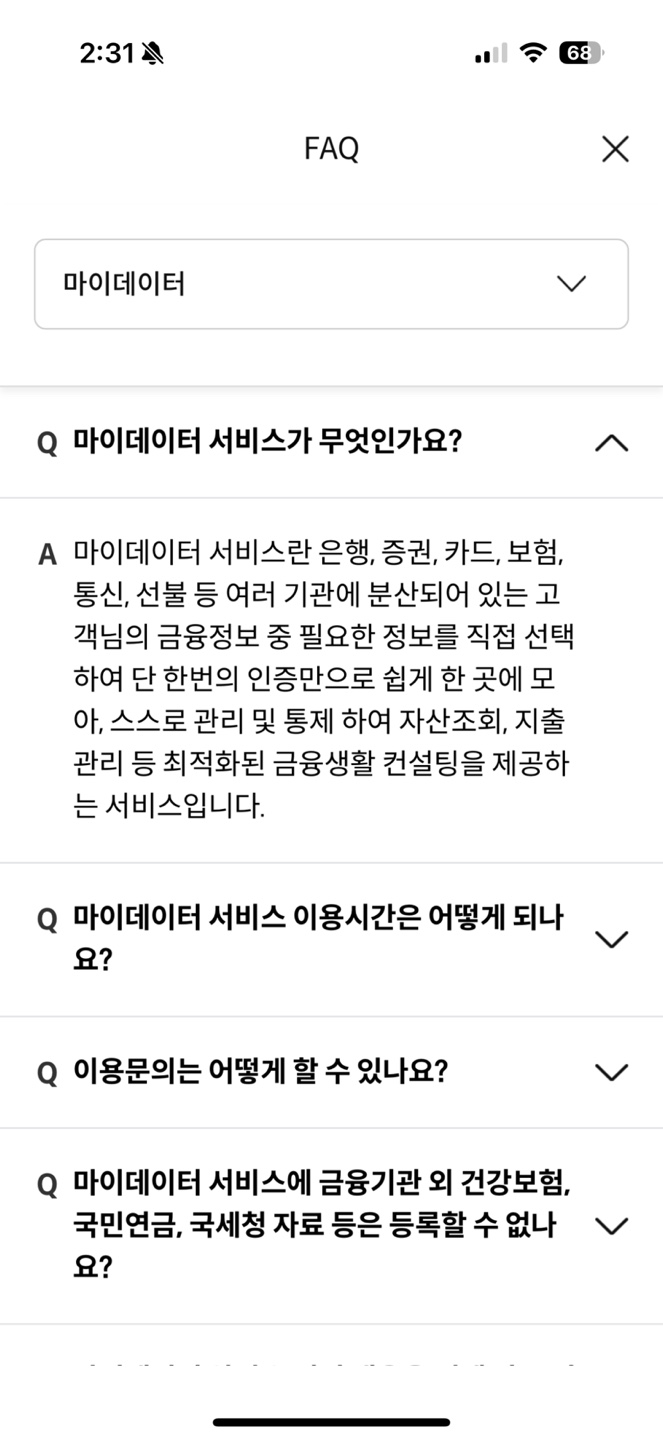 2:31
68
FAQ
마이데이터
Q 마이데이터 서비스가 무엇인가요?
A 마이데이터 서비스란 은행, 증권, 카드, 보험,
통신, 선불 등 여러 기관에 분산되어 있는 고
객님의 금융정보 중 필요한 정보를 직접 선택
하여 단 한번의 인증만으로 쉽게 한 곳에 모
아, 스스로 관리 및 통제 하여 자산조회, 지출
관리 등 최적화된 금융생활 컨설팅을 제공하
는 서비스입니다.
Q 마이데이터 서비스 이용시간은 어떻게 되나
요?
Q 이용문의는 어떻게 할 수 있나요?
Q 마이데이터 서비스에 금융기관 외 건강보험,
국민연금, 국세청 자료 등은 등록할 수 없나
요?